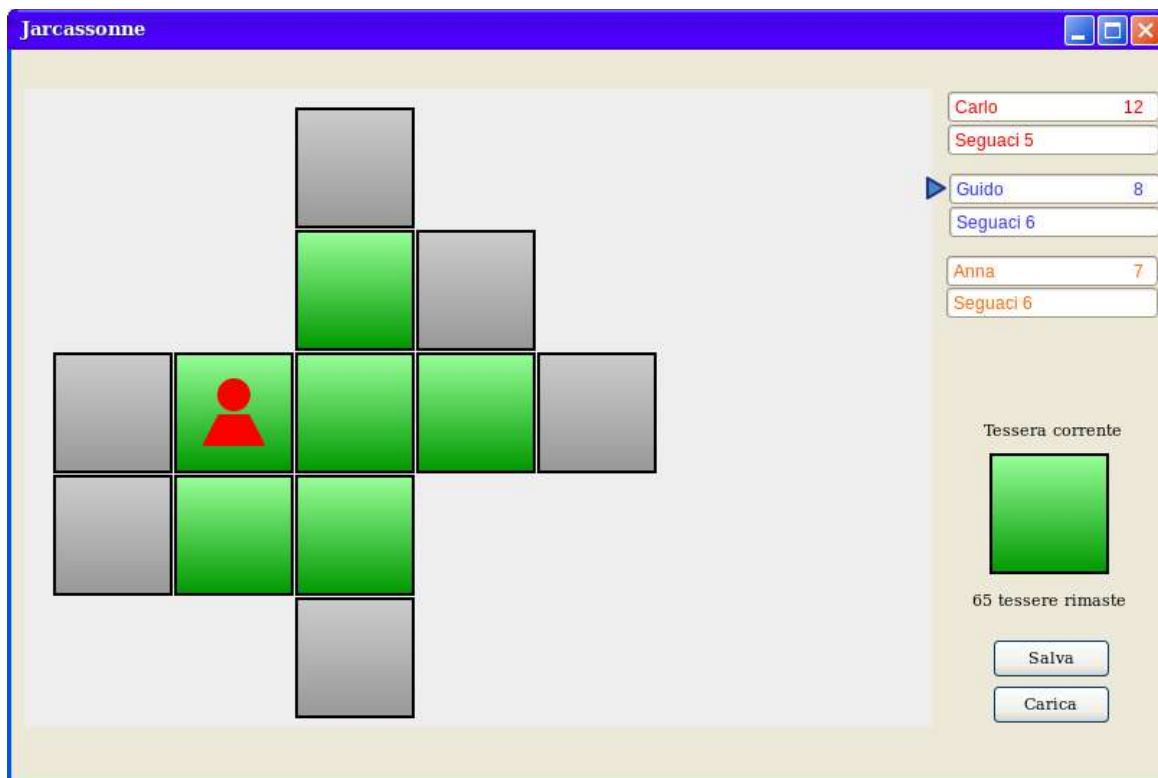 Jarcassonne
Carlo 12
Seguaci 5
Guido 8
Seguaci 6
Anna 7
Seguaci 6
Tessera corrente
65 tessere rimaste
Salva
Carica